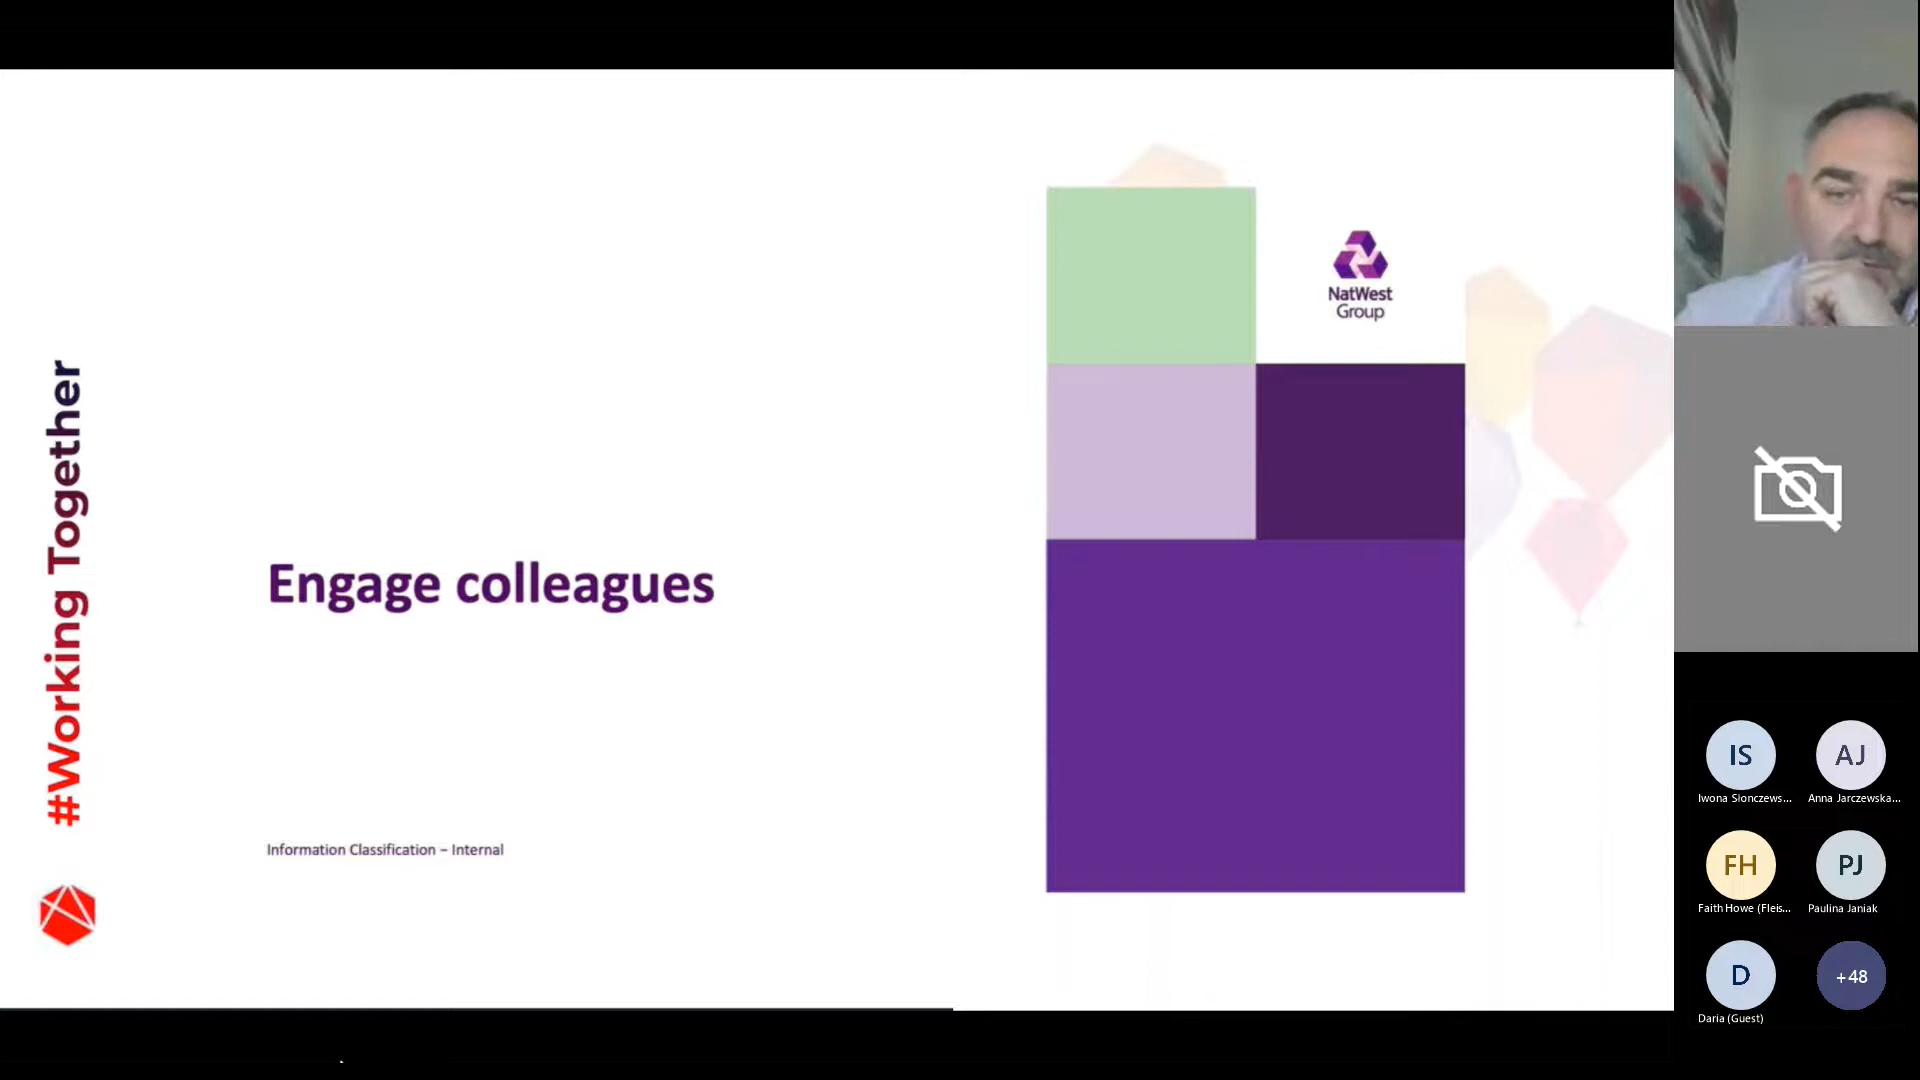 #Working Together
Engage colleagues
Information Classification – Internal
NatWest
Group
IS
Iwona Słonczews...
AJ
Anna Jarczewska...
FH
Faith Howe (Fleis...
PJ
Paulina Janiak
D
Daria (Guest)
+48